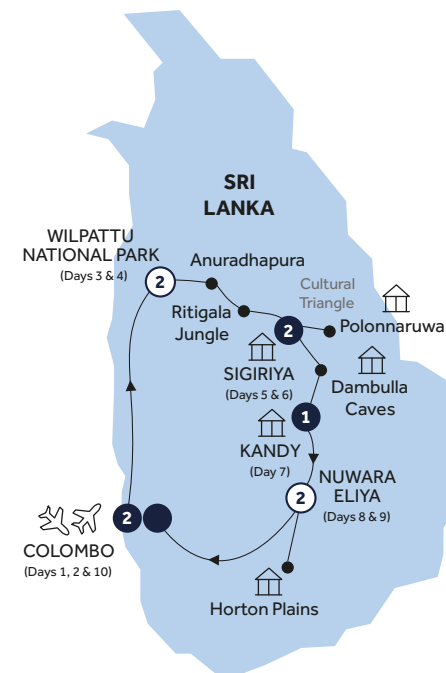 SRI
LANKA
WILPATTU
NATIONAL PARK
(Days 3 & 4)
2
Anuradhapura
Ritigala
Jungle
Cultural
Triangle
Polonnaruwa
2
SIGIRIYA
(Days 5 & 6)
Dambulla
Caves
1
KANDY
(Day 7)
NUWARA
ELIYA
(Days 8 & 9)
2
2
COLOMBO
(Days 1, 2 & 10)
Horton Plains